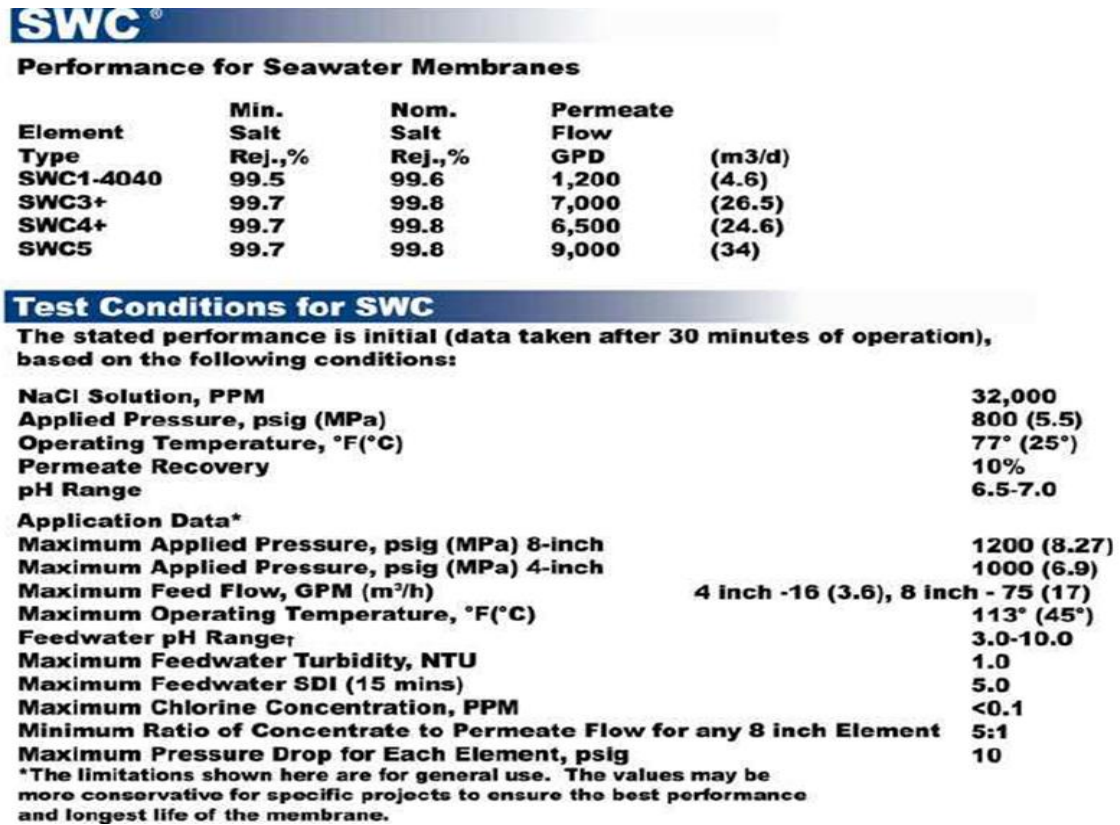 SWC®
Performance for Seawater Membranes
Min. Nom. Permeate
Element Salt Salt Flow
Type Rej.,% Rej.,% GPD (m3/d)
SWC1-4040 99.5 99.6 1,200 (4.6)
SWC3+ 99.7 99.8 7,000 (26.5)
SWC4+ 99.7 99.8 6,500 (24.6)
SWC5 99.7 99.8 9,000 (34)
Test Conditions for SWC
The stated performance is initial (data taken after 30 minutes of operation),
based on the following conditions:
NaCl Solution, PPM 32,000
Applied Pressure, psig (MPa) 800 (5.5)
Operating Temperature, °F(°C) 77° (25°)
Permeate Recovery 10%
pH Range 6.5-7.0
Application Data*
Maximum Applied Pressure, psig (MPa) 8-inch 1200 (8.27)
Maximum Applied Pressure, psig (MPa) 4-inch 1000 (6.9)
Maximum Feed Flow, GPM (m³/h) 4 inch -16 (3.6), 8 inch - 75 (17)
Maximum Operating Temperature, °F(°C) 113° (45°)
Feedwater pH Range† 3.0-10.0
Maximum Feedwater Turbidity, NTU 1.0
Maximum Feedwater SDI (15 mins) 5.0
Maximum Chlorine Concentration, PPM <0.1
Minimum Ratio of Concentrate to Permeate Flow for any 8 inch Element 5:1
Maximum Pressure Drop for Each Element, psig 10
*The limitations shown here are for general use. The values may be
more conservative for specific projects to ensure the best performance
and longest life of the membrane.